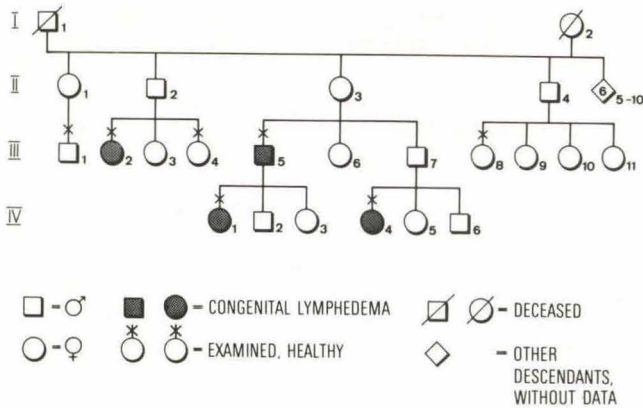 I 1 2
II 1 2 3 4 6 5-10
III 1 2 3 4 5 6 7 8 9 10 11
IV 1 2 3 4 5 6
= ♂ = CONGENITAL LYMPHEDEMA = DECEASED
= ♀ = EXAMINED, HEALTHY = OTHER
DESCENDANTS,
WITHOUT DATA